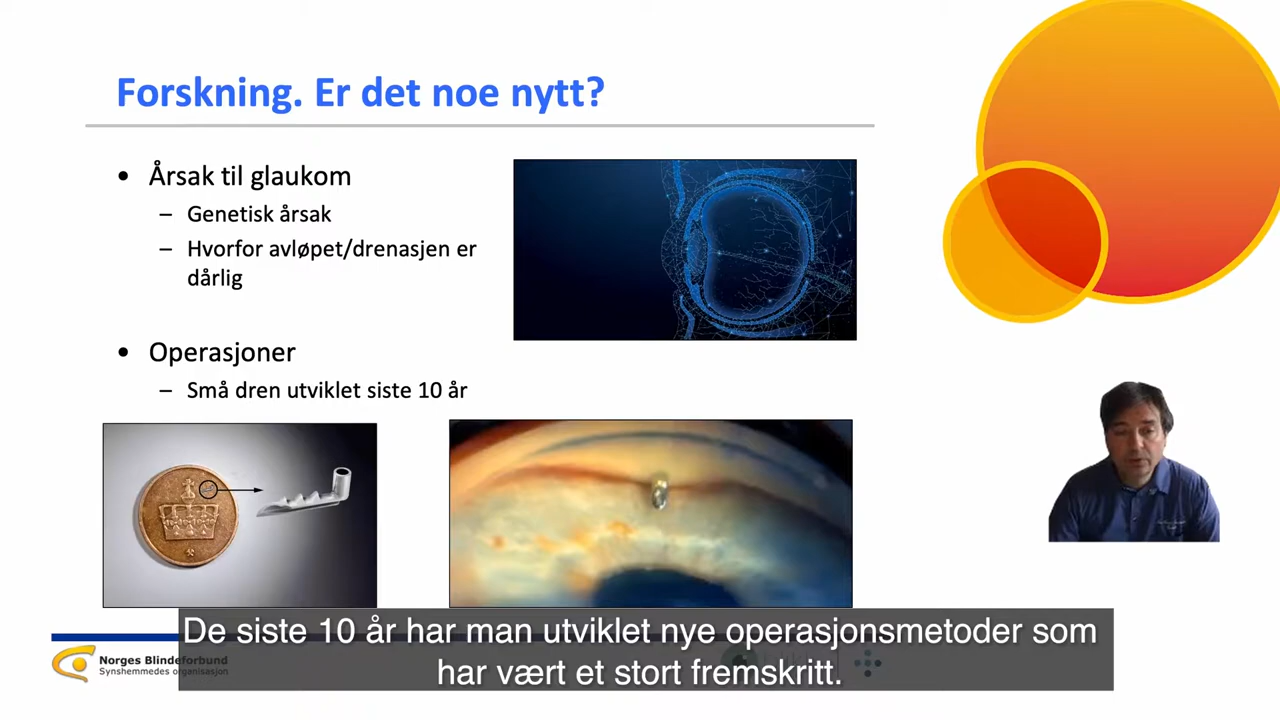 Forskning. Er det noe nytt?
• Årsak til glaukom
– Genetisk årsak
– Hvorfor avløpet/drenasjen er
dårlig
• Operasjoner
– Små dren utviklet siste 10 år
De siste 10 år har man utviklet nye operasjonsmetoder som
har vært et stort fremskritt.
Norges Blindeforbund
Synshemmedes organisasjon